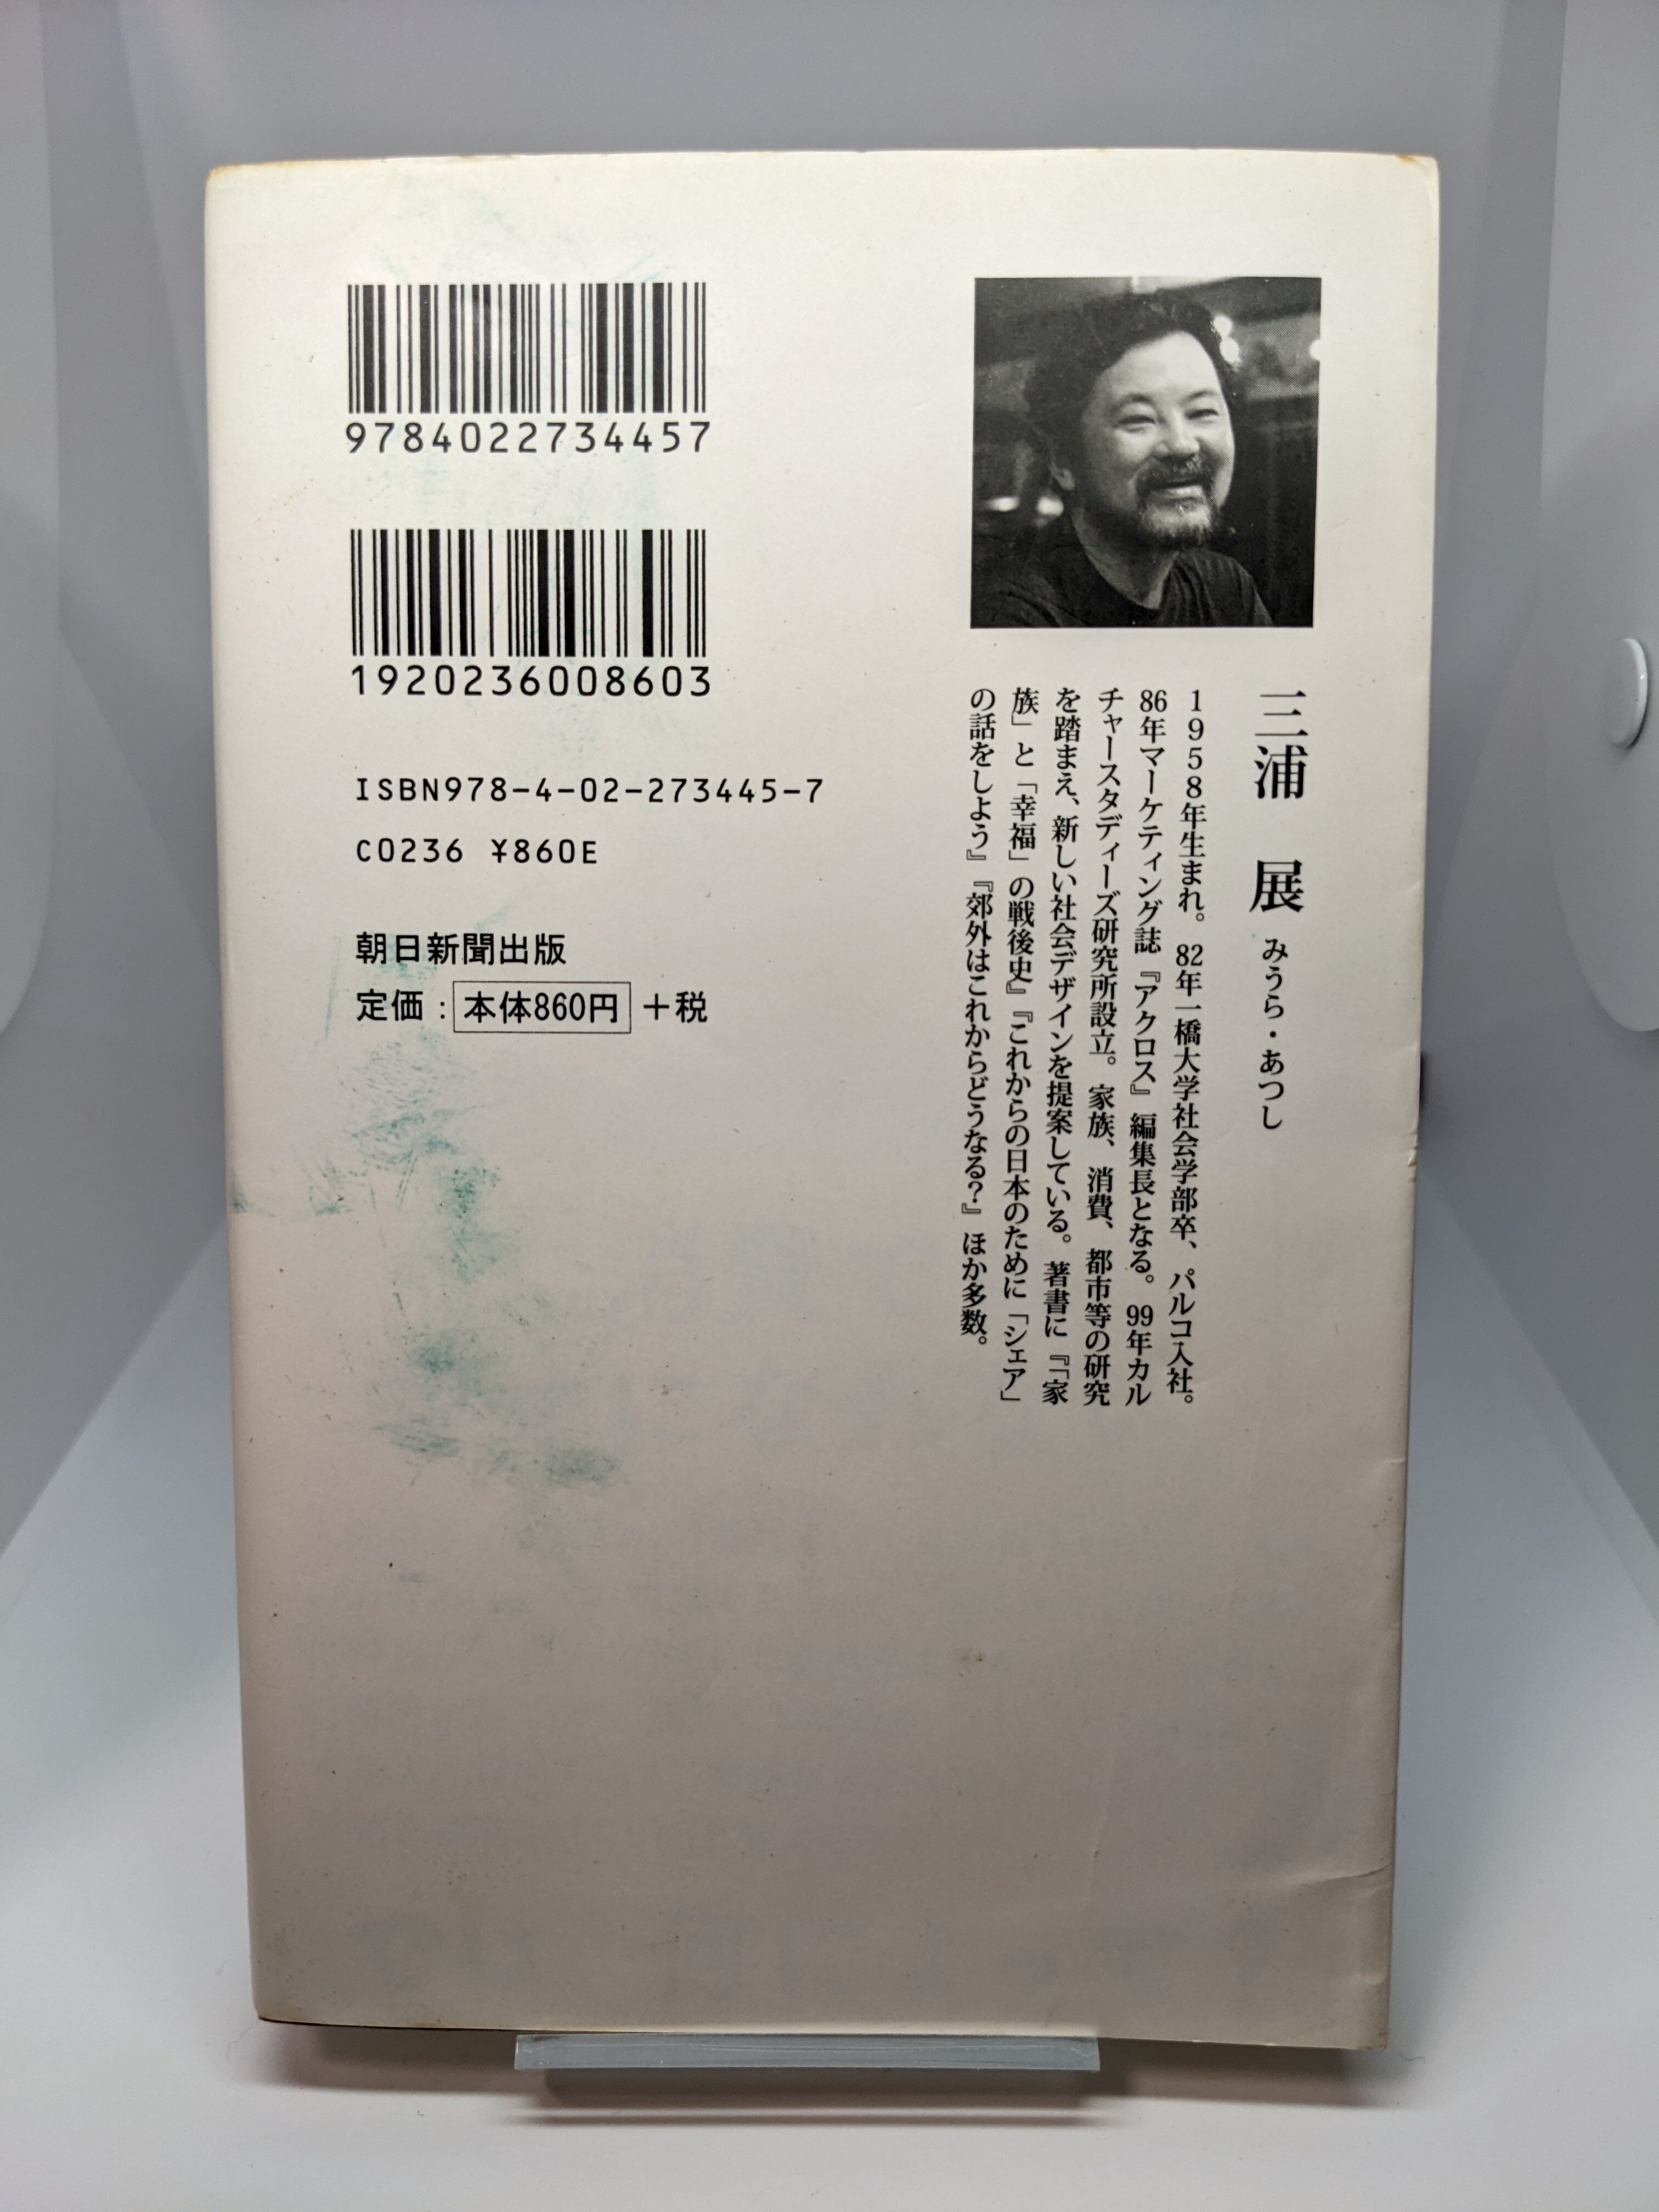 9784022734457
1920236008603
ISBN978-4-02-273445-7
C0236 ¥860E
朝日新聞出版
定価：本体860円＋税
三浦 展 みうら・あつし
1958年生まれ。82年一橋大学社会学部卒、パルコ入社。
86年マーケティング誌『アクロス』編集長となる。99年カル
チャースタディーズ研究所設立。家族、消費、都市等の研究
を踏まえ、新しい社会デザインを提案している。著書に『「家
族」と「幸福」の戦後史』『これからの日本のために「シェア」
の話をしよう』『郊外はこれからどうなる？』ほか多数。